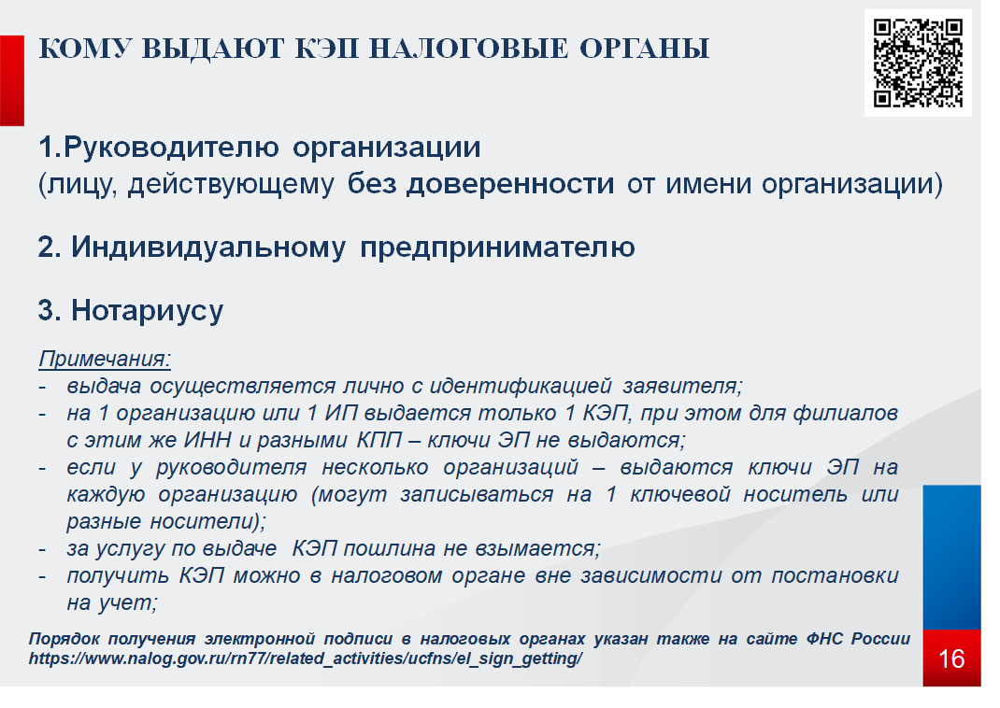 КОМУ ВЫДАЮТ КЭП НАЛОГОВЫЕ ОРГАНЫ
1.Руководителю организации
(лицу, действующему без доверенности от имени организации)
2. Индивидуальному предпринимателю
3. Нотариусу
Примечания:
- выдача осуществляется лично с идентификацией заявителя;
- на 1 организацию или 1 ИП выдается только 1 КЭП, при этом для филиалов
с этим же ИНН и разными КПП – ключи ЭП не выдаются;
- если у руководителя несколько организаций – выдаются ключи ЭП на
каждую организацию (могут записываться на 1 ключевой носитель или
разные носители);
- за услугу по выдаче КЭП пошлина не взымается;
- получить КЭП можно в налоговом органе вне зависимости от постановки
на учет;
Порядок получения электронной подписи в налоговых органах указан также на сайте ФНС России
https://www.nalog.gov.ru/rn77/related_activities/ucfns/el_sign_getting/
16